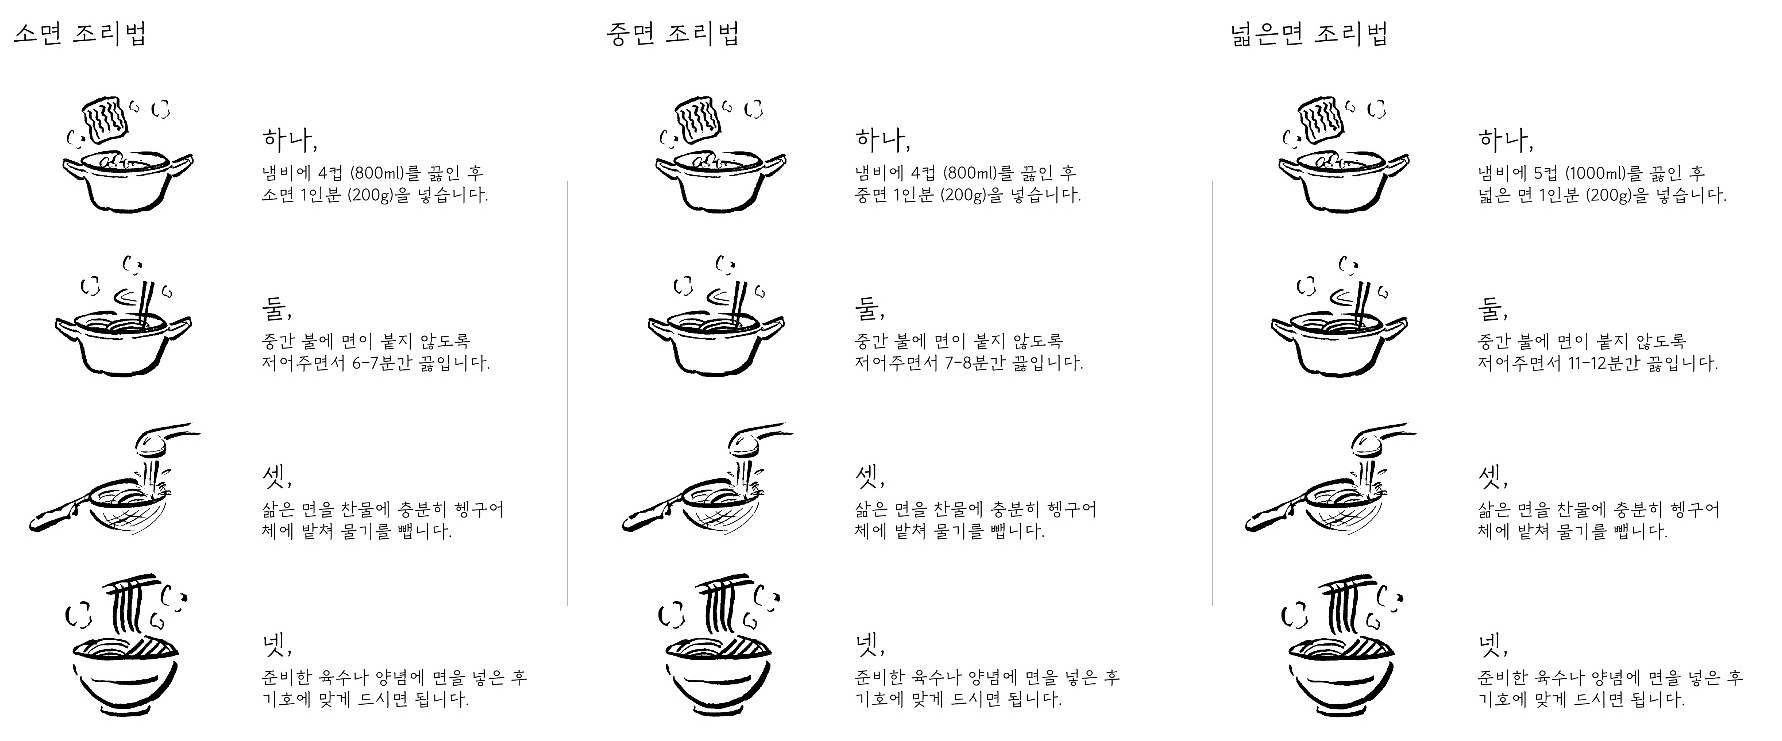 소면 조리법
하나,
냄비에 4컵 (800ml)를 끓인 후
소면 1인분 (200g)을 넣습니다.
둘,
중간 불에 면이 붙지 않도록
저어주면서 6-7분간 끓입니다.
셋,
삶은 면을 찬물에 충분히 헹구어
체에 밭쳐 물기를 뺍니다.
넷,
준비한 육수나 양념에 면을 넣은 후
기호에 맞게 드시면 됩니다.
중면 조리법
하나,
냄비에 4컵 (800ml)를 끓인 후
중면 1인분 (200g)을 넣습니다.
둘,
중간 불에 면이 붙지 않도록
저어주면서 7-8분간 끓입니다.
셋,
삶은 면을 찬물에 충분히 헹구어
체에 밭쳐 물기를 뺍니다.
넷,
준비한 육수나 양념에 면을 넣은 후
기호에 맞게 드시면 됩니다.
넓은면 조리법
하나,
냄비에 5컵 (1000ml)를 끓인 후
넓은 면 1인분 (200g)을 넣습니다.
둘,
중간 불에 면이 붙지 않도록
저어주면서 11-12분간 끓입니다.
셋,
삶은 면을 찬물에 충분히 헹구어
체에 밭쳐 물기를 뺍니다.
넷,
준비한 육수나 양념에 면을 넣은 후
기호에 맞게 드시면 됩니다.